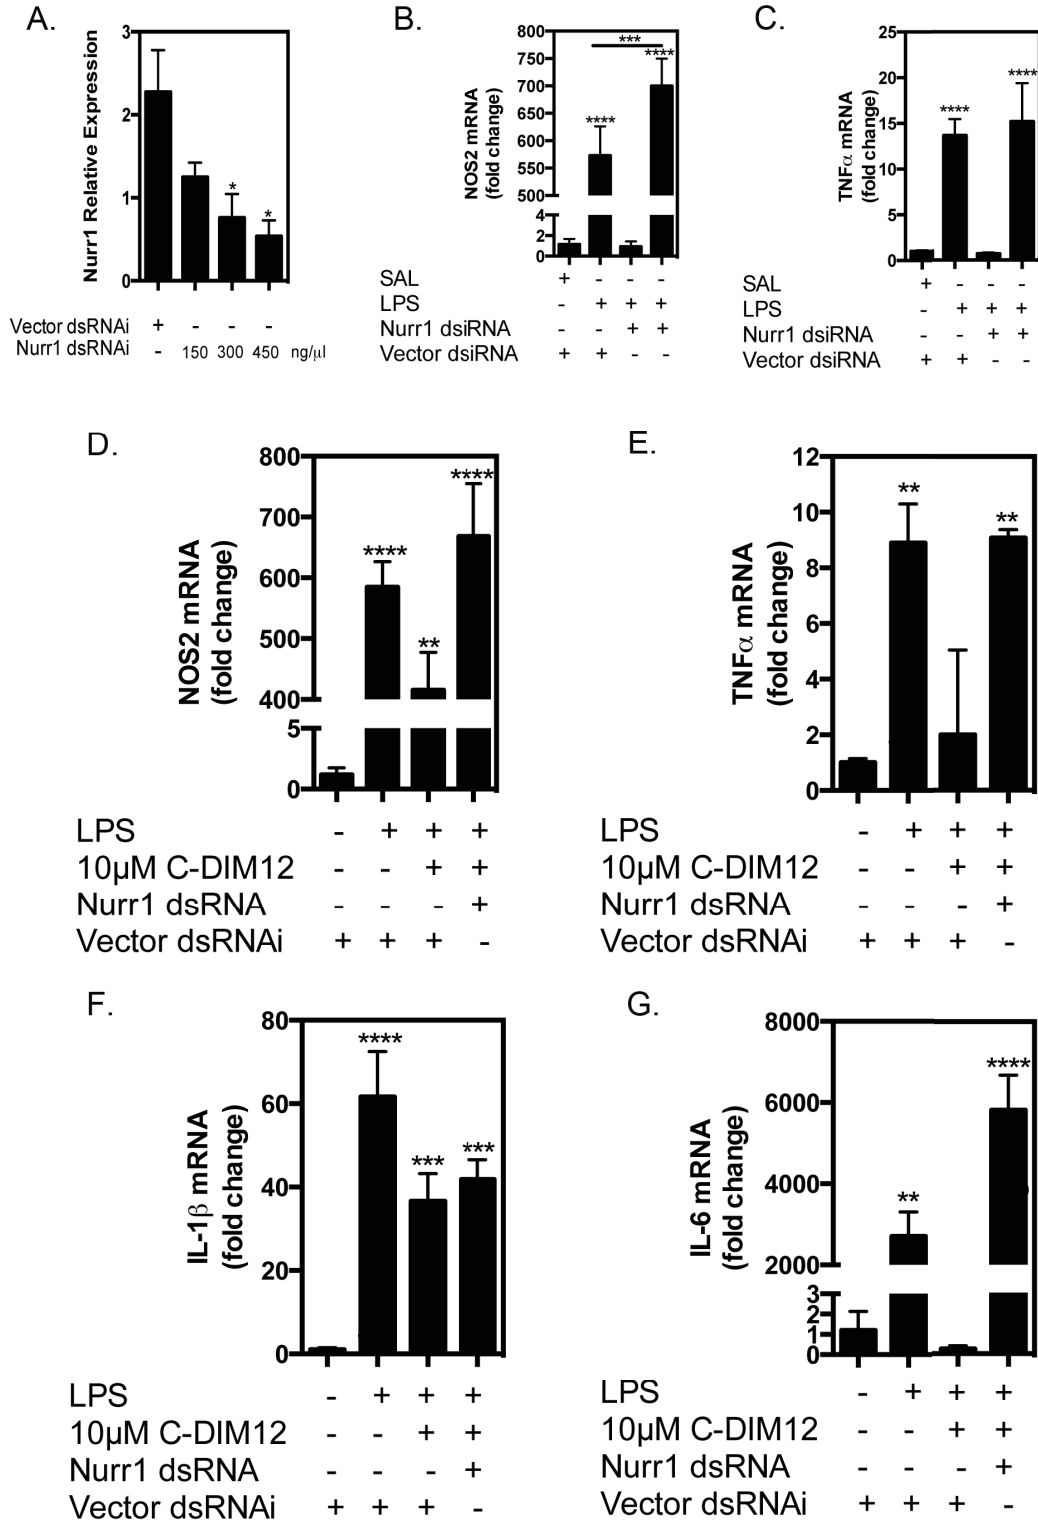 A.
Nurr1 Relative Expression
3
2
1
0
*
*
Vector dsRNAi + - - -
Nurr1 dsRNAi - 150 300 450 ng/μl
B.
NOS2 mRNA
(fold change)
800
750
700
650
600
550
500
4
2
0
****
***
****
SAL + - - -
LPS - + + +
Nurr1 dsiRNA - - + +
Vector dsiRNA + + - -
C.
TNFα mRNA
(fold change)
25
20
15
10
5
0
****
****
SAL + - - -
LPS - + + +
Nurr1 dsiRNA - - + +
Vector dsiRNA + + - -
D.
NOS2 mRNA
(fold change)
800
700
600
500
400
5
0
****
**
****
LPS - + + +
10μM C-DIM12 - - + +
Nurr1 dsRNA - - - +
Vector dsRNAi + + + -
E.
TNFα mRNA
(fold change)
12
10
8
6
4
2
0
**
**
LPS - + + +
10μM C-DIM12 - - + +
Nurr1 dsRNA - - - +
Vector dsRNAi + + + -
F.
IL-1β mRNA
(fold change)
80
60
40
20
0
****
***
***
LPS - + + +
10μM C-DIM12 - - + +
Nurr1 dsRNA - - - +
Vector dsRNAi + + + -
G.
IL-6 mRNA
(fold change)
8000
6000
4000
2000
3
2
1
0
**
****
LPS - + + +
10μM C-DIM12 - - + +
Nurr1 dsRNA - - - +
Vector dsRNAi + + + -